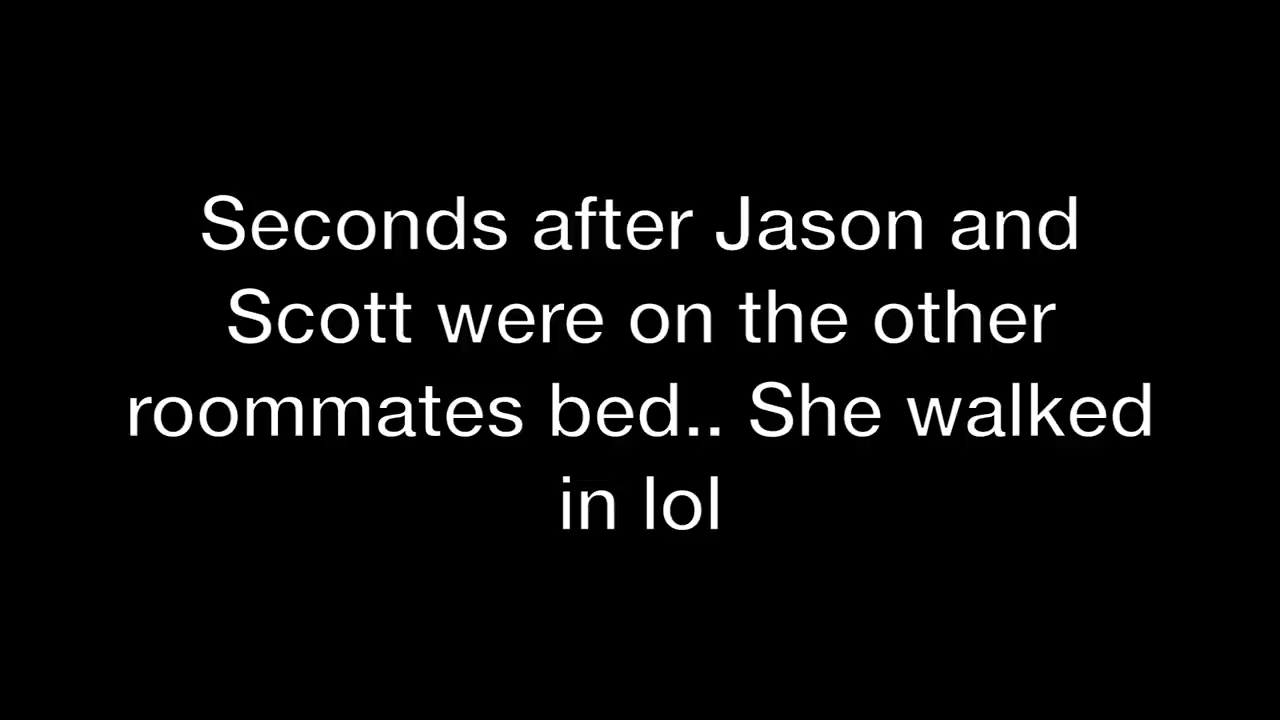 Seconds after Jason and
Scott were on the other
roommates bed.. She walked
in lol